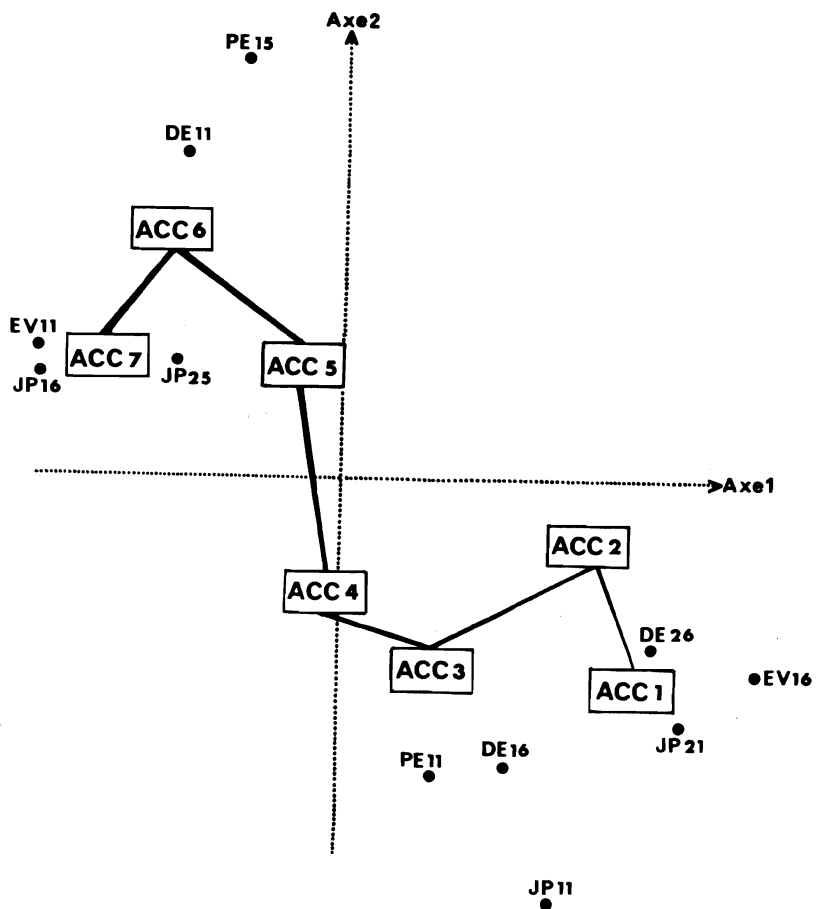 Axe2
PE15
DE11
ACC6
EV11
ACC7
JP25
ACC5
JP16
Axe1
ACC2
ACC4
DE26
ACC3
ACC1
EV16
JP21
PE11
DE16
JP11